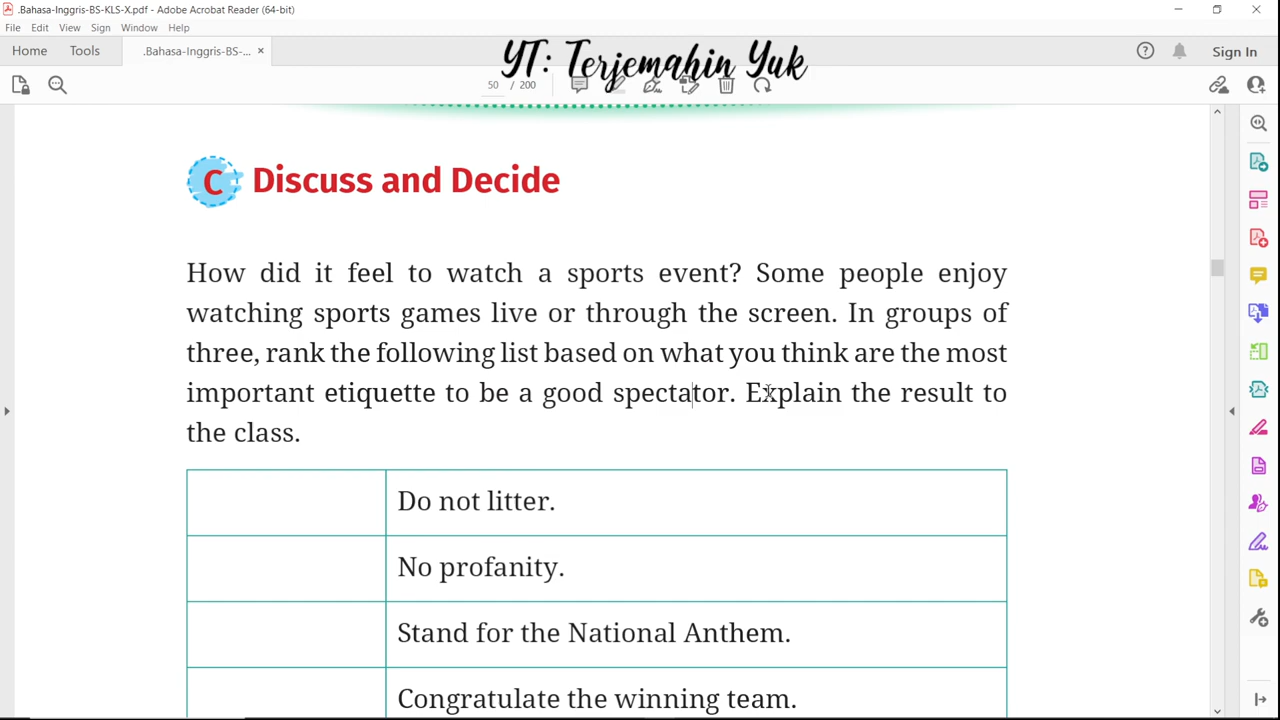 .Bahasa-Inggris-BS-KLS-X.pdf - Adobe Acrobat Reader (64-bit)
File Edit View Sign Window Help
Home Tools .Bahasa-Inggris-BS-... × Sign In
YT: Terjemahin Yuk
50 / 200
C Discuss and Decide
How did it feel to watch a sports event? Some people enjoy
watching sports games live or through the screen. In groups of
three, rank the following list based on what you think are the most
important etiquette to be a good spectator. Explain the result to
the class.
Do not litter.
No profanity.
Stand for the National Anthem.
Congratulate the winning team.